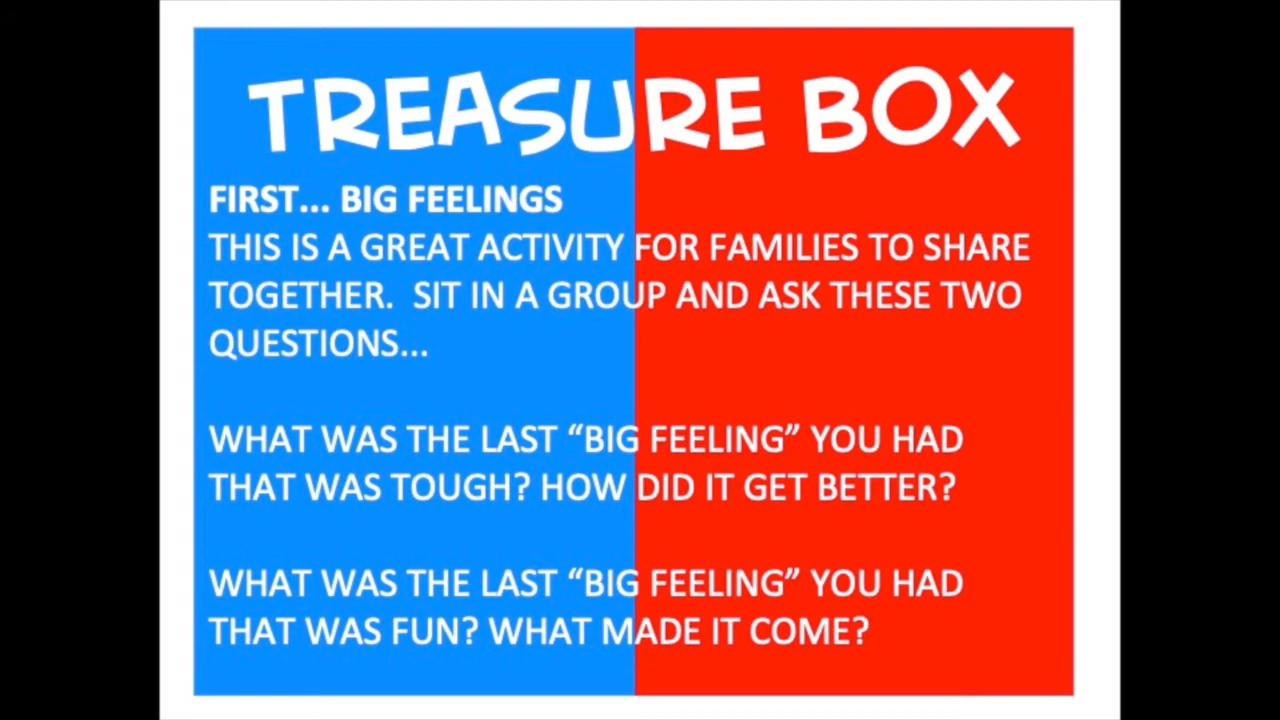 TREASURE BOX
FIRST... BIG FEELINGS
THIS IS A GREAT ACTIVITY FOR FAMILIES TO SHARE
TOGETHER.  SIT IN A GROUP AND ASK THESE TWO
QUESTIONS...
WHAT WAS THE LAST “BIG FEELING” YOU HAD
THAT WAS TOUGH? HOW DID IT GET BETTER?
WHAT WAS THE LAST “BIG FEELING” YOU HAD
THAT WAS FUN? WHAT MADE IT COME?